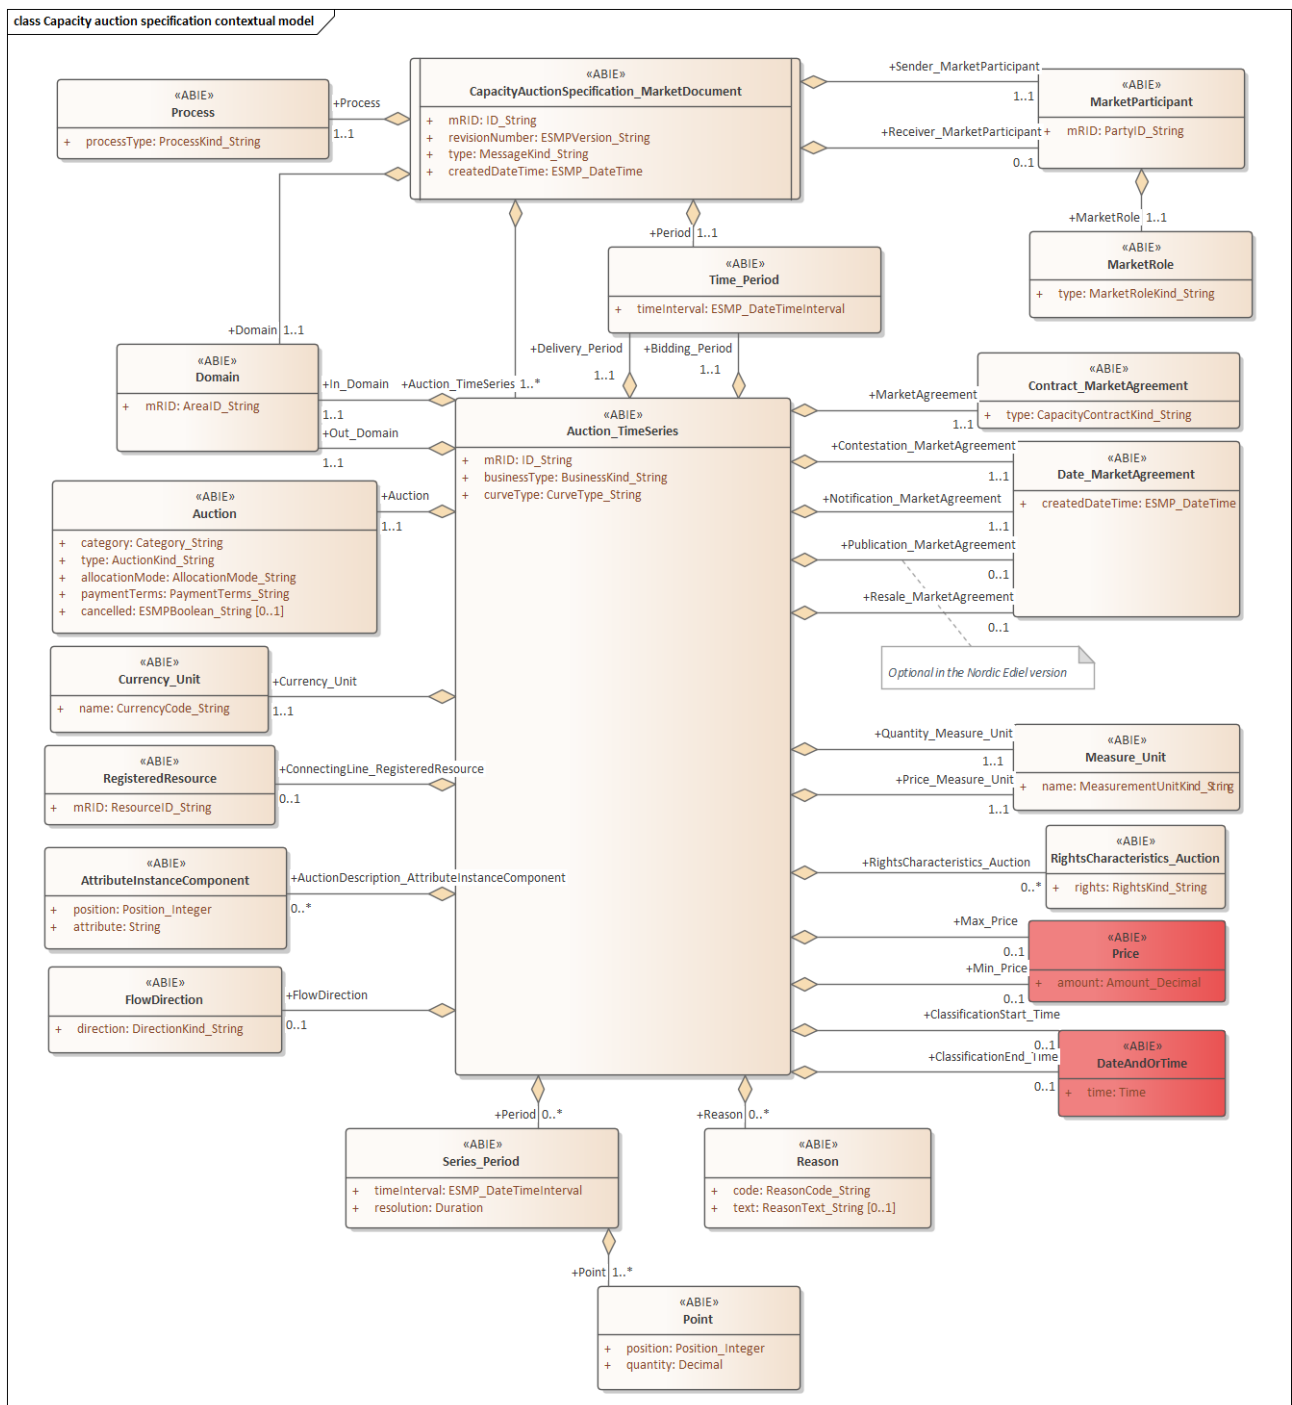 class Capacity auction specification contextual model
«ABIE»
CapacityAuctionSpecification_MarketDocument
+ mRID: ID_String
+ revisionNumber: ESMPVersion_String
+ type: MessageKind_String
+ createdDateTime: ESMP_DateTime
«ABIE»
Process
+ processType: ProcessKind_String
+Process
1..1
+Sender_MarketParticipant
1..1
+Receiver_MarketParticipant
0..1
«ABIE»
MarketParticipant
+ mRID: PartyID_String
+MarketRole 1..1
«ABIE»
MarketRole
+ type: MarketRoleKind_String
+Period 1..1
«ABIE»
Time_Period
+ timeInterval: ESMP_DateTimeInterval
+Delivery_Period
1..1
+Bidding_Period
1..1
+Domain 1..1
«ABIE»
Domain
+ mRID: AreaID_String
+In_Domain
1..1
+Out_Domain
1..1
+Auction_TimeSeries 1..*
«ABIE»
Auction_TimeSeries
+ mRID: ID_String
+ businessType: BusinessKind_String
+ curveType: CurveType_String
+MarketAgreement
1..1
«ABIE»
Contract_MarketAgreement
+ type: CapacityContractKind_String
+Contestation_MarketAgreement
1..1
+Notification_MarketAgreement
1..1
+Publication_MarketAgreement
0..1
+Resale_MarketAgreement
0..1
«ABIE»
Date_MarketAgreement
+ createdDateTime: ESMP_DateTime
Optional in the Nordic Ediel version
«ABIE»
Auction
+ category: Category_String
+ type: AuctionKind_String
+ allocationMode: AllocationMode_String
+ paymentTerms: PaymentTerms_String
+ cancelled: ESMPBoolean_String [0..1]
+Auction
1..1
«ABIE»
Currency_Unit
+ name: CurrencyCode_String
+Currency_Unit
1..1
+Quantity_Measure_Unit
1..1
+Price_Measure_Unit
1..1
«ABIE»
Measure_Unit
+ name: MeasurementUnitKind_String
«ABIE»
RegisteredResource
+ mRID: ResourceID_String
+ConnectingLine_RegisteredResource
0..1
«ABIE»
AttributeInstanceComponent
+ position: Position_Integer
+ attribute: String
+AuctionDescription_AttributeInstanceComponent
0..*
+RightsCharacteristics_Auction
0..*
«ABIE»
RightsCharacteristics_Auction
+ rights: RightsKind_String
+Max_Price
0..1
+Min_Price
0..1
«ABIE»
Price
+ amount: Amount_Decimal
«ABIE»
FlowDirection
+ direction: DirectionKind_String
+FlowDirection
0..1
+ClassificationStart_Time
0..1
+ClassificationEnd_Time
0..1
«ABIE»
DateAndOrTime
+ time: Time
+Period 0..*
«ABIE»
Series_Period
+ timeInterval: ESMP_DateTimeInterval
+ resolution: Duration
+Reason 0..*
«ABIE»
Reason
+ code: ReasonCode_String
+ text: ReasonText_String [0..1]
+Point 1..*
«ABIE»
Point
+ position: Position_Integer
+ quantity: Decimal